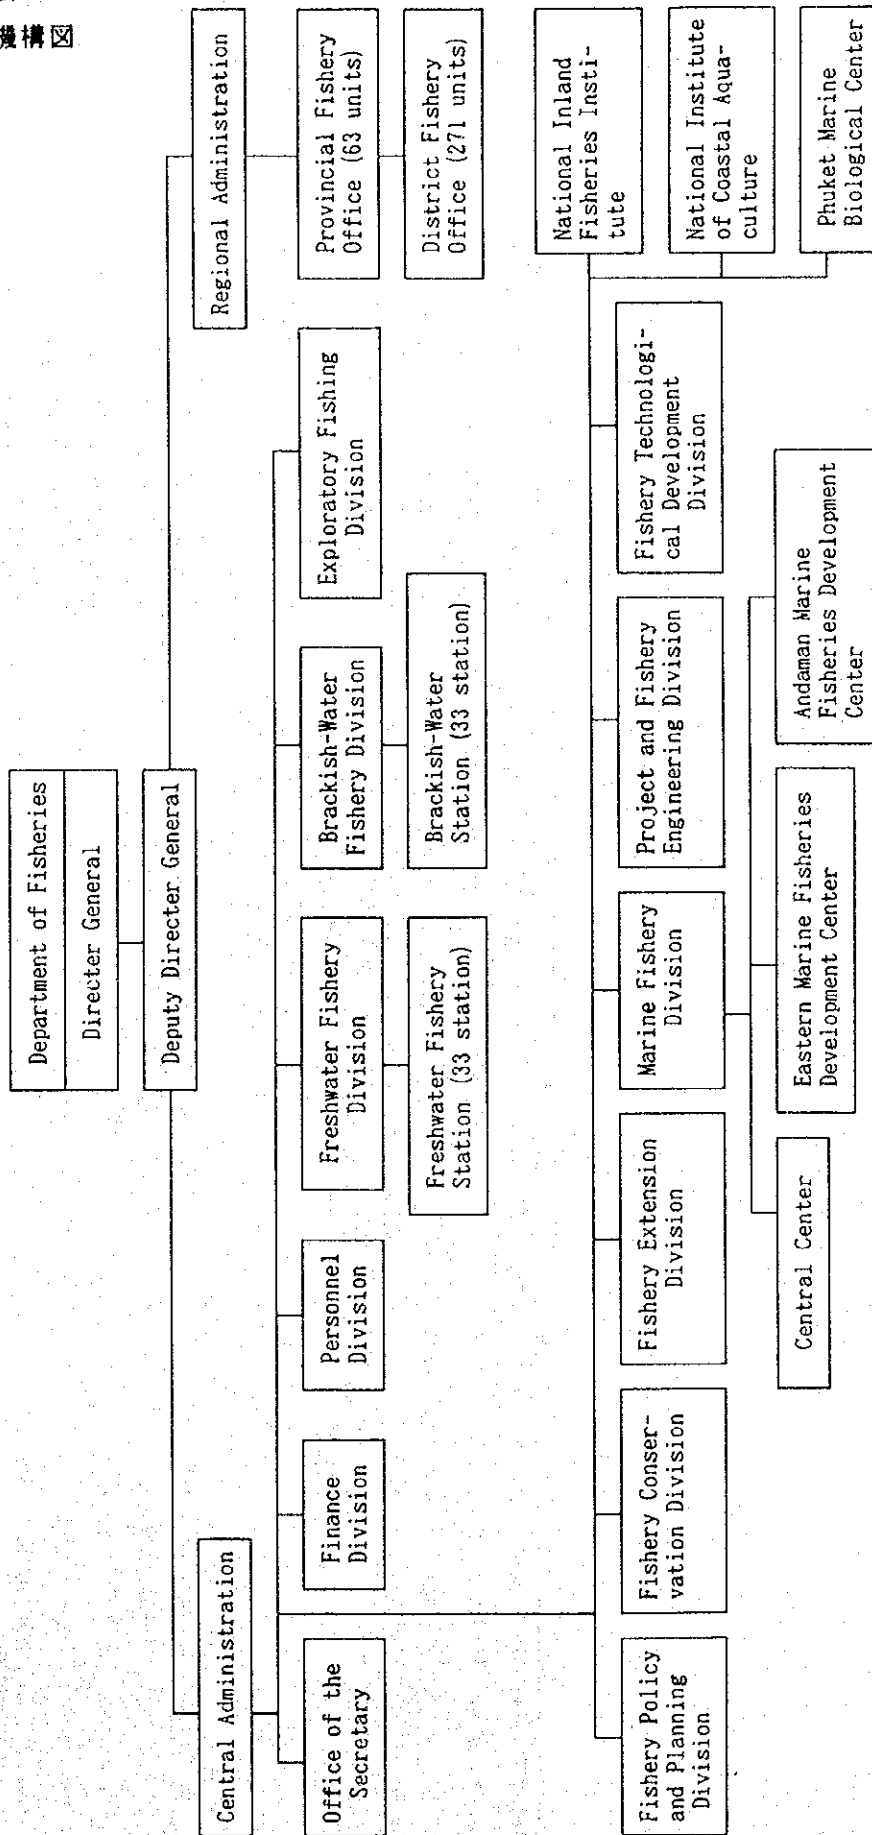 機構図
Department of Fisheries
Directer General
Deputy Directer General
Central Administration
Regional Administration
Office of the
Secretary
Finance
Division
Personnel
Division
Freshwater Fishery
Division
Freshwater Fishery
Station (33 station)
Brackish-Water
Fishery Division
Brackish-Water
Station (33 station)
Exploratory Fishing
Division
Provincial Fishery
Office (63 units)
District Fishery
Office (271 units)
Fishery Policy
and Planning
Division
Fishery Conser-
vation Division
Fishery Extension
Division
Marine Fishery
Division
Project and Fishery
Engineering Division
Fishery Technologi-
cal Development
Division
National Inland
Fisheries Insti-
tute
National Institute
of Coastal Aqua-
culture
Phuket Marine
Biological Center
Central Center
Eastern Marine Fisheries
Development Center
Andaman Marine
Fisheries Development
Center